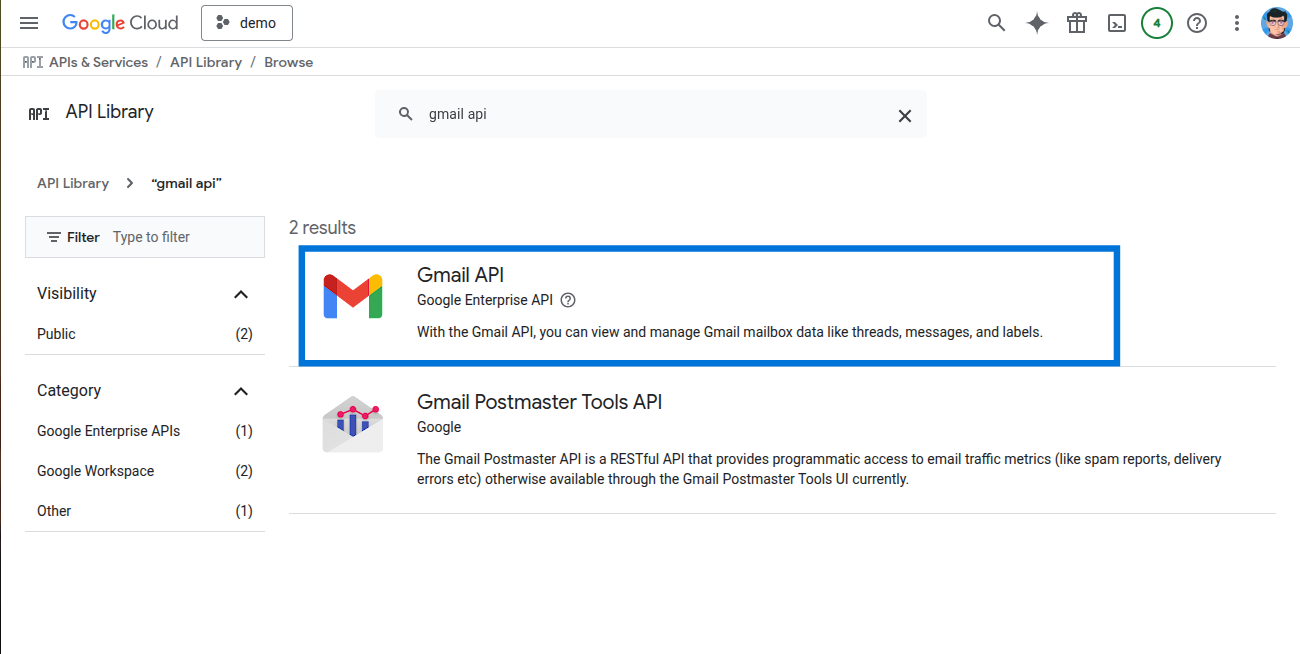 Google Cloud
demo
4
API APIs & Services / API Library / Browse
API API Library
gmail api
API Library
“gmail api”
Filter Type to filter
2 results
Visibility
Public (2)
Category
Google Enterprise APIs (1)
Google Workspace (2)
Other (1)
Gmail API
Google Enterprise API
With the Gmail API, you can view and manage Gmail mailbox data like threads, messages, and labels.
Gmail Postmaster Tools API
Google
The Gmail Postmaster API is a RESTful API that provides programmatic access to email traffic metrics (like spam reports, delivery
errors etc) otherwise available through the Gmail Postmaster Tools UI currently.